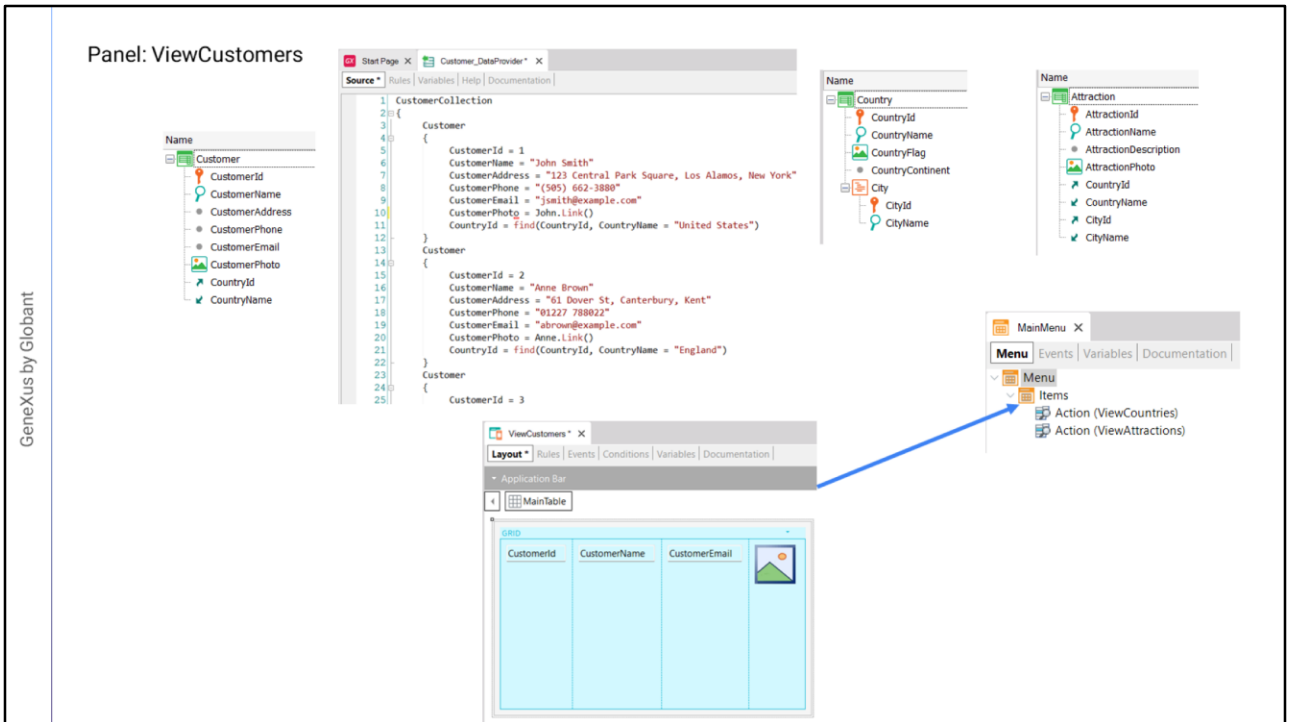 Panel: ViewCustomers
GeneXus by Globant
Name
Customer
CustomerId
CustomerName
CustomerAddress
CustomerPhone
CustomerEmail
CustomerPhoto
CountryId
CountryName
GX Start Page X Customer_DataProvider* X
Source * Rules Variables Help Documentation
1 CustomerCollection
2 {
3 Customer
4 {
5 CustomerId = 1
6 CustomerName = "John Smith"
7 CustomerAddress = "123 Central Park Square, Los Alamos, New York"
8 CustomerPhone = "(505) 662-3880"
9 CustomerEmail = "jsmith@example.com"
10 CustomerPhoto = John.Link()
11 CountryId = find(CountryId, CountryName = "United States")
12 }
13 Customer
14 {
15 CustomerId = 2
16 CustomerName = "Anne Brown"
17 CustomerAddress = "61 Dover St, Canterbury, Kent"
18 CustomerPhone = "01227 788022"
19 CustomerEmail = "abrown@example.com"
20 CustomerPhoto = Anne.Link()
21 CountryId = find(CountryId, CountryName = "England")
22 }
23 Customer
24 {
25 CustomerId = 3
Name
Country
CountryId
CountryName
CountryFlag
CountryContinent
City
CityId
CityName
Name
Attraction
AttractionId
AttractionName
AttractionDescription
AttractionPhoto
CountryId
CountryName
CityId
CityName
MainMenu X
Menu Events Variables Documentation
Menu
Items
Action (ViewCountries)
Action (ViewAttractions)
ViewCustomers * X
Layout * Rules Events Conditions Variables Documentation
Application Bar
MainTable
GRID
CustomerId CustomerName CustomerEmail